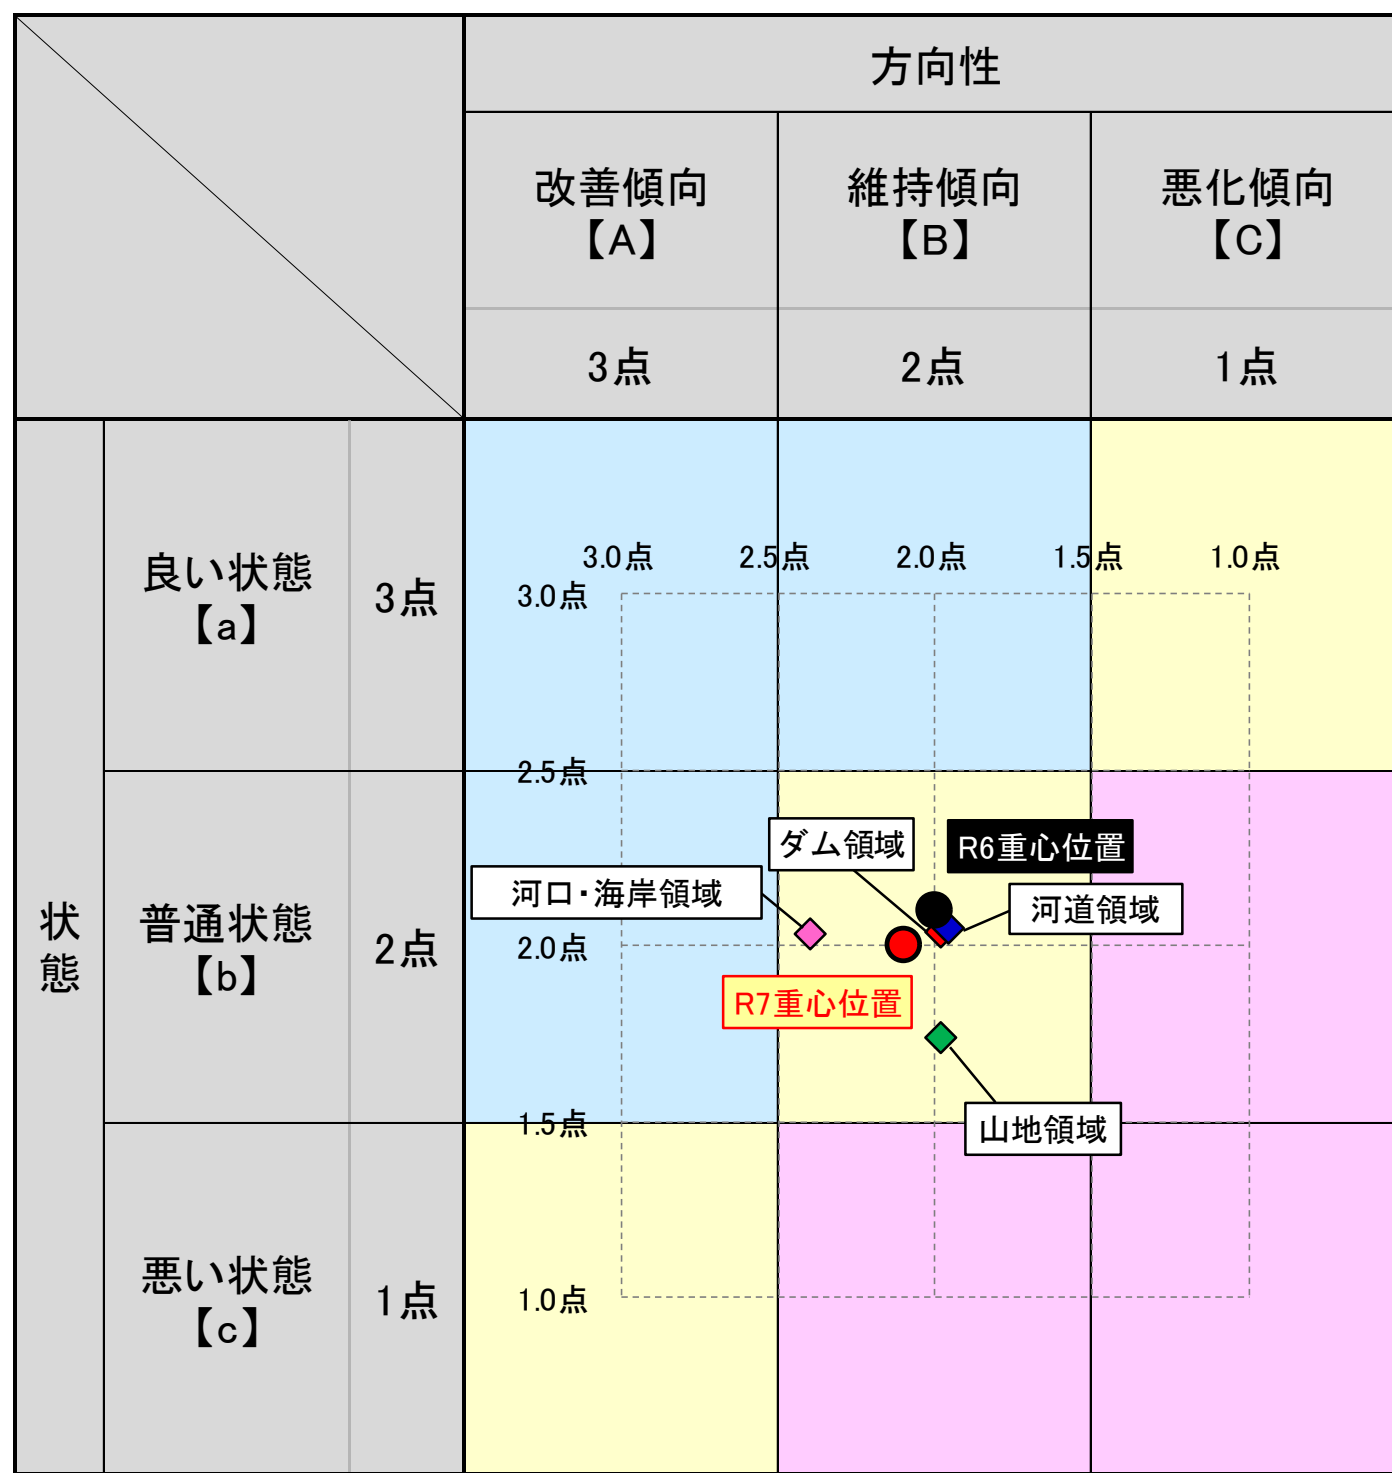 方向性
改善傾向
【A】
維持傾向
【B】
悪化傾向
【C】
3点
2点
1点
状態
良い状態
【a】
3点
普通状態
【b】
2点
悪い状態
【c】
1点
3.0点
2.5点
2.0点
1.5点
1.0点
3.0点
2.5点
2.0点
1.5点
1.0点
ダム領域
R6重心位置
河口・海岸領域
河道領域
R7重心位置
山地領域